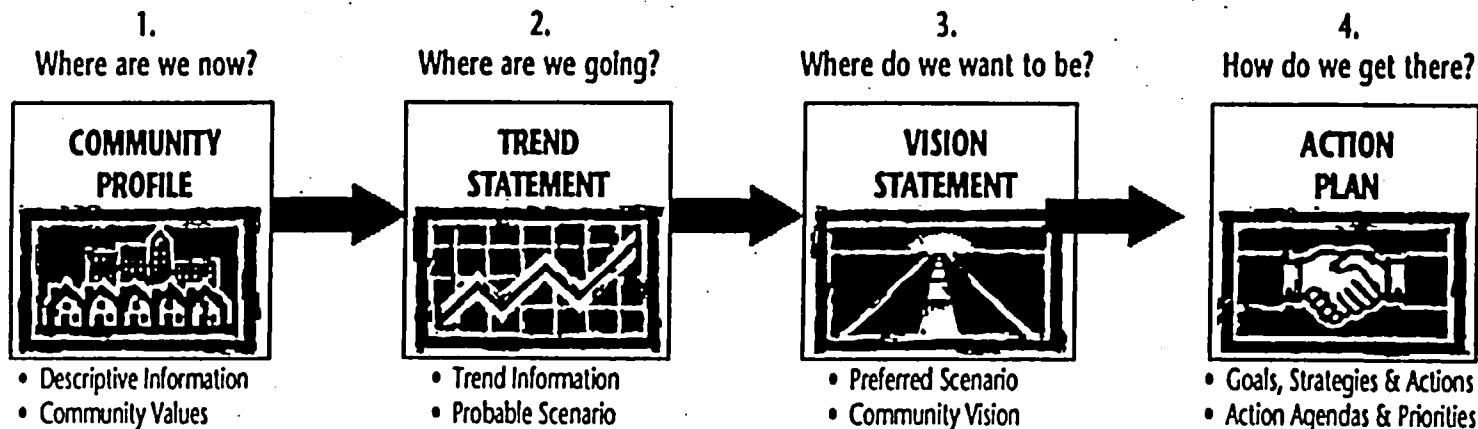 1.
Where are we now?
COMMUNITY
PROFILE
• Descriptive Information
• Community Values
2.
Where are we going?
TREND
STATEMENT
• Trend Information
• Probable Scenario
3.
Where do we want to be?
VISION
STATEMENT
• Preferred Scenario
• Community Vision
4.
How do we get there?
ACTION
PLAN
• Goals, Strategies & Actions
• Action Agendas & Priorities